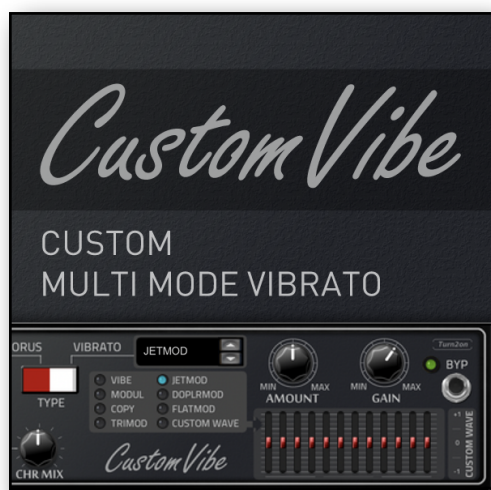 Custom Vibe
CUSTOM
MULTI MODE VIBRATO
ORUS VIBRATO
JETMOD
Turn2on
BYP
VIBE JETMOD
MODUL DOPLRMOD
COPY FLATMOD
TRIMOD CUSTOM WAVE
TYPE
MIN MAX
AMOUNT
MIN MAX
GAIN
CHR MIX
Custom Vibe
+1
0
-1
CUSTOM WAVE